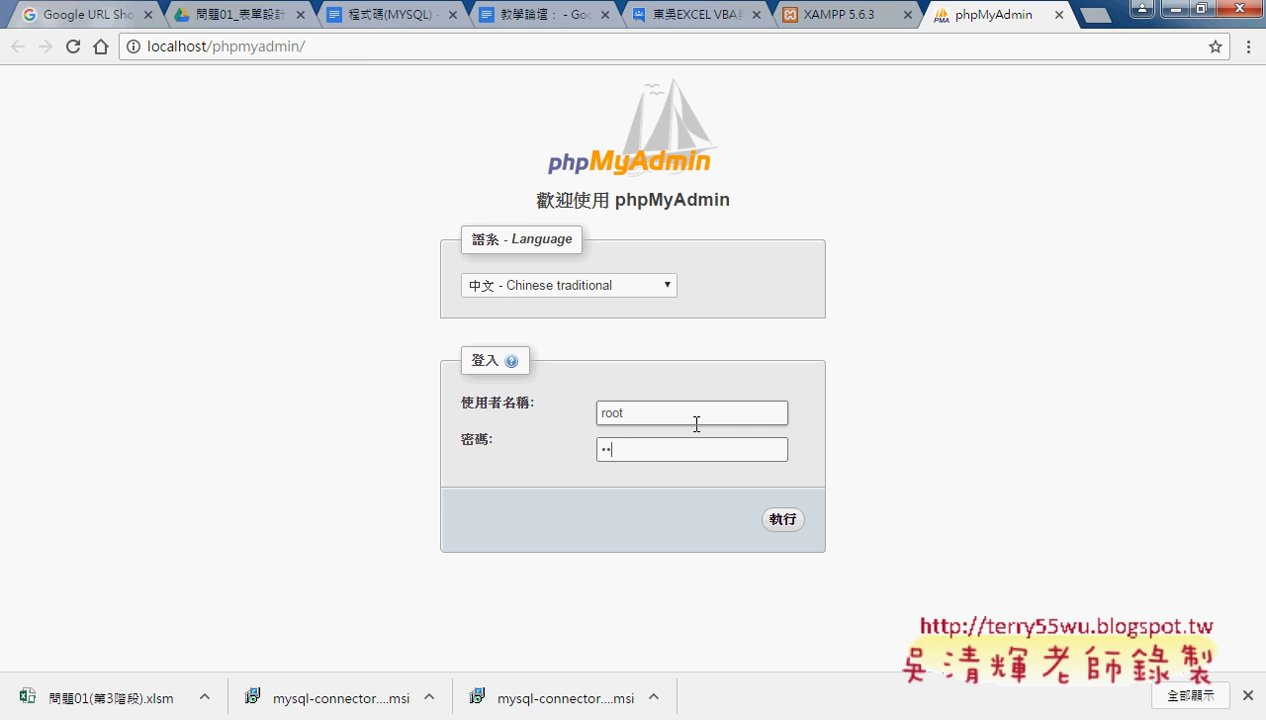 Google URL Sho
問題01_表單設計
程式碼(MYSQL) -
教學論壇： - Goo
東吳EXCEL VBA
XAMPP 5.6.3
phpMyAdmin
localhost/phpmyadmin/
phpMyAdmin
歡迎使用 phpMyAdmin
語系 - Language
中文 - Chinese traditional
登入
使用者名稱:
root
密碼:
執行
http://terry55wu.blogspot.tw
吳清輝老師錄製
問題01(第3階段).xlsm
mysql-connector....msi
mysql-connector....msi
全部顯示